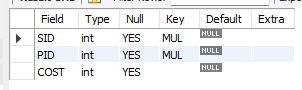 Field Type Null Key Default Extra
SID int YES MUL NULL
PID int YES MUL NULL
COST int YES NULL